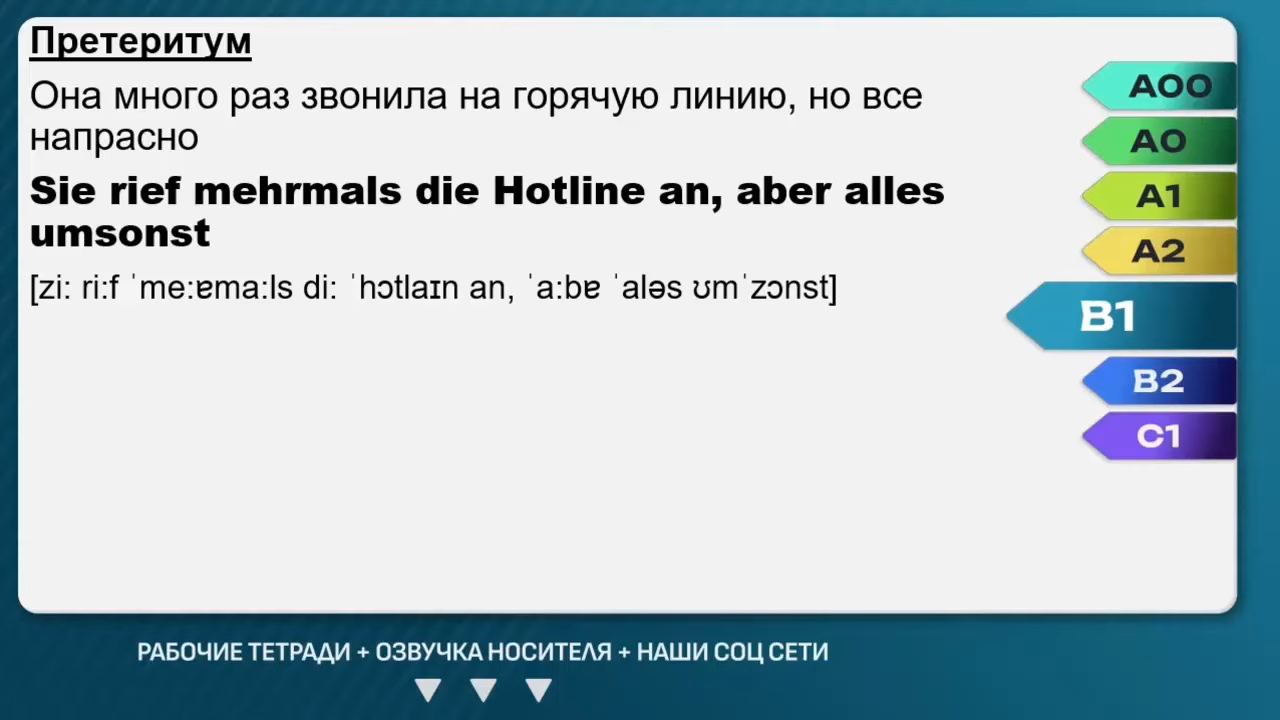 Претеритум
Она много раз звонила на горячую линию, но все
напрасно
Sie rief mehrmals die Hotline an, aber alles
umsonst
[zi: ri:f ˈme:ɐma:ls di: ˈhɔtlaɪn an, ˈa:bɐ ˈaləs ʊmˈzɔnst]
A00
A0
A1
A2
B1
B2
C1
РАБОЧИЕ ТЕТРАДИ + ОЗВУЧКА НОСИТЕЛЯ + НАШИ СОЦ СЕТИ